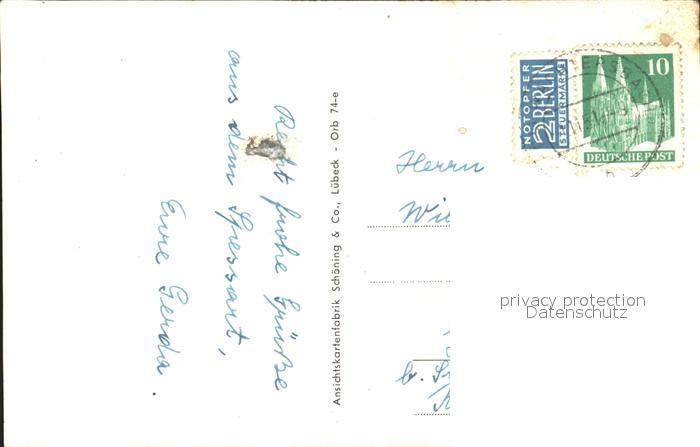 Recht frohe Grüße
aus dem Spessart,
Eure Gerda.
Ansichtskartenfabrik Schöning & Co., Lübeck - Orb 74-e
NOTOPFER
2 BERLIN
STEUERMARKE
10
DEUTSCHE POST
Herrn
b.
privacy protection
Datenschutz